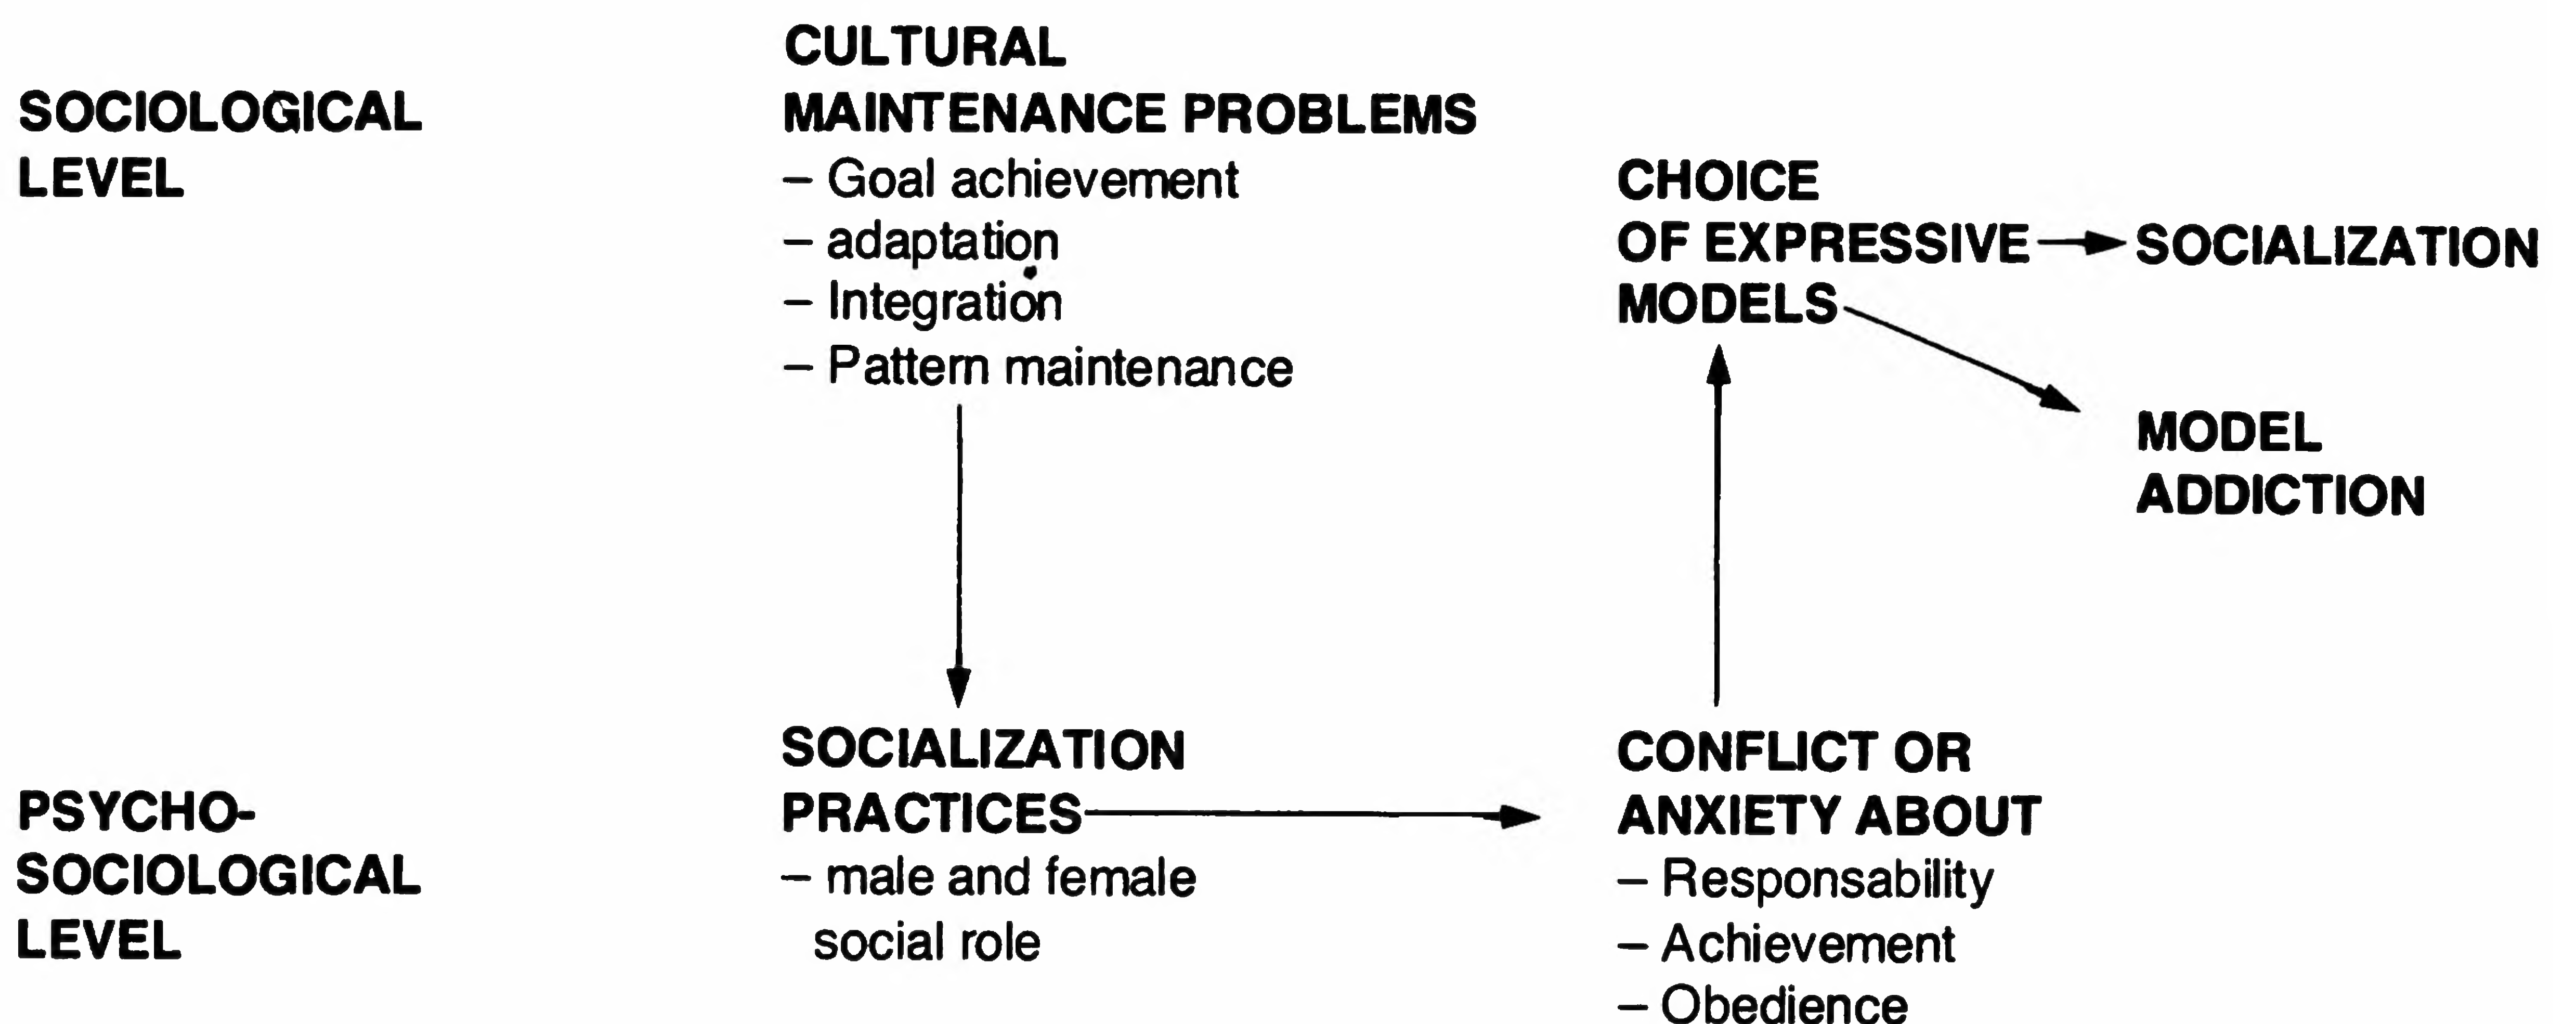 SOCIOLOGICAL
LEVEL
CULTURAL
MAINTENANCE PROBLEMS
– Goal achievement
– adaptation
– Integration
– Pattern maintenance
CHOICE
OF EXPRESSIVE
MODELS
SOCIALIZATION
MODEL
ADDICTION
PSYCHO-
SOCIOLOGICAL
LEVEL
SOCIALIZATION
PRACTICES
– male and female
social role
CONFLICT OR
ANXIETY ABOUT
– Responsability
– Achievement
– Obedience